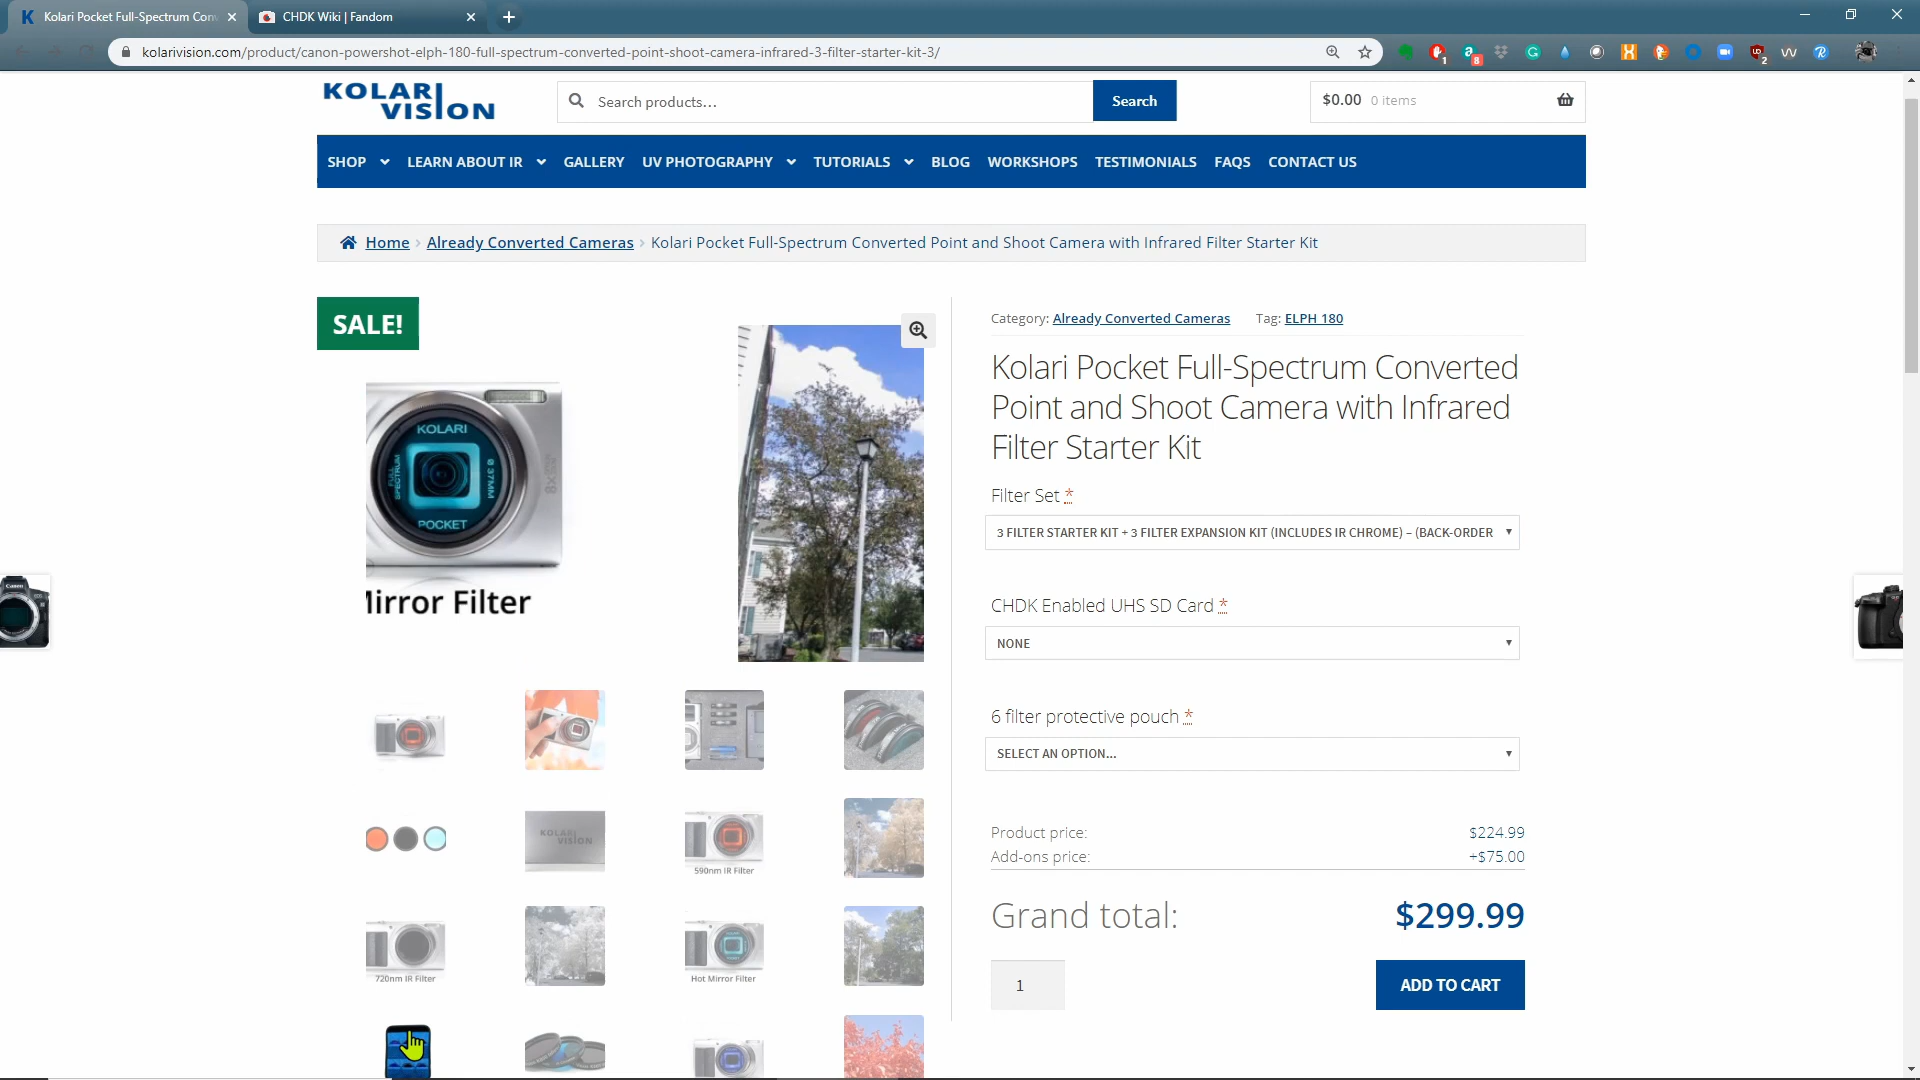 Kolari Pocket Full-Spectrum Con
CHDK Wiki | Fandom
kolarivision.com/product/canon-powershot-elph-180-full-spectrum-converted-point-shoot-camera-infrared-3-filter-starter-kit-3/
KOLARI
VISION
Search products...
Search
$0.00 0 items
SHOP
LEARN ABOUT IR
GALLERY
UV PHOTOGRAPHY
TUTORIALS
BLOG
WORKSHOPS
TESTIMONIALS
FAQS
CONTACT US
Home › Already Converted Cameras › Kolari Pocket Full-Spectrum Converted Point and Shoot Camera with Infrared Filter Starter Kit
SALE!
KOLARI
FULL SPECTRUM
Ø 37MM
POCKET
8x
Mirror Filter
Category: Already Converted Cameras Tag: ELPH 180
Kolari Pocket Full-Spectrum Converted
Point and Shoot Camera with Infrared
Filter Starter Kit
Filter Set *
3 FILTER STARTER KIT + 3 FILTER EXPANSION KIT (INCLUDES IR CHROME) – (BACK-ORDER
CHDK Enabled UHS SD Card *
NONE
6 filter protective pouch *
SELECT AN OPTION...
Product price: $224.99
Add-ons price: +$75.00
Grand total: $299.99
1
ADD TO CART
KOLARI
VISION
590nm IR Filter
720nm IR Filter
Hot Mirror Filter
Canon